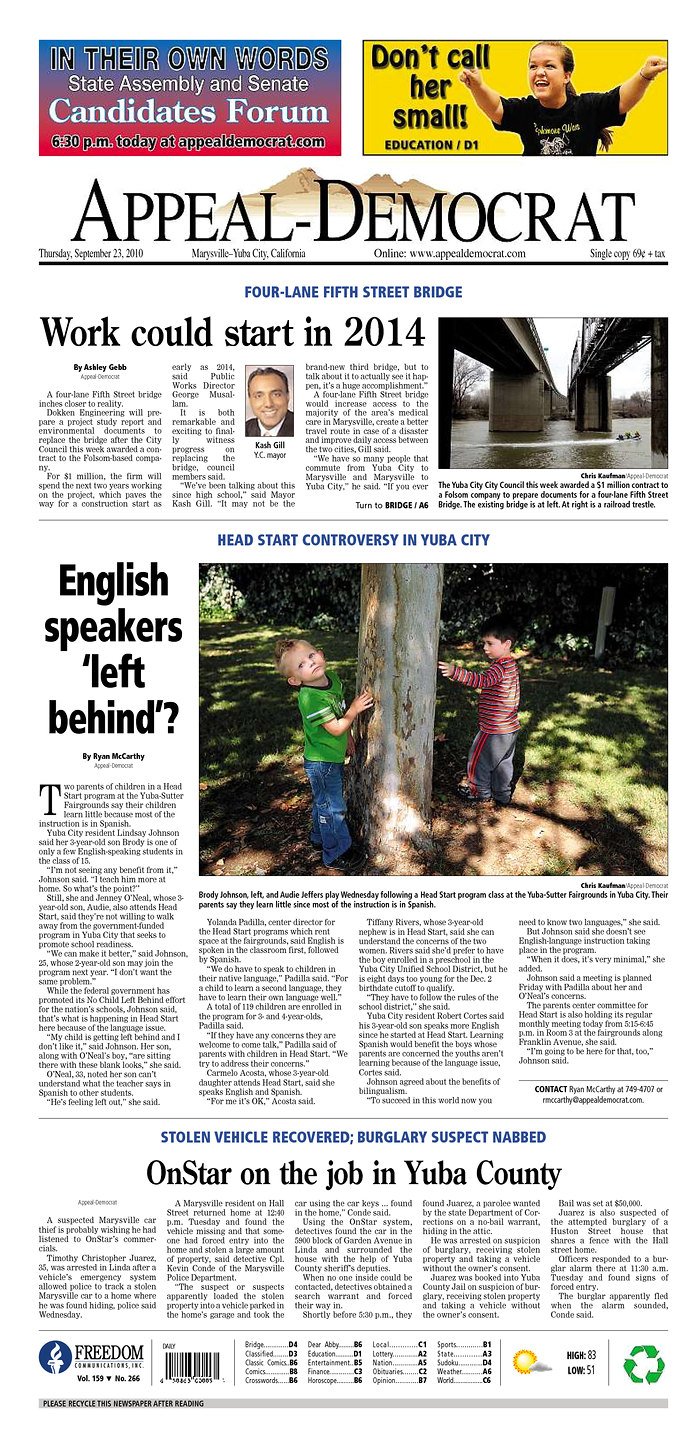 IN THEIR OWN WORDS
State Assembly and Senate
Candidates Forum
6:30 p.m. today at appealdemocrat.com
Don't call
her
small!
EDUCATION / D1
APPEAL-DEMOCRAT
Thursday, September 23, 2010 Marysville–Yuba City, California Online: www.appealdemocrat.com Single copy 69¢ + tax
FOUR-LANE FIFTH STREET BRIDGE
Work could start in 2014
By Ashley Gebb
Appeal-Democrat
A four-lane Fifth Street bridge
inches closer to reality.
Dokken Engineering will pre-
pare a project study report and
environmental documents to
replace the bridge after the City
Council this week awarded a con-
tract to the Folsom-based compa-
ny.
For $1 million, the firm will
spend the next two years working
on the project, which paves the
way for a construction start as
early as 2014,
said Public
Works Director
George Musal-
lam.
It is both
remarkable and
exciting to final-
ly witness
progress on
replacing the
bridge, council
members said.
"We've been talking about this
since high school," said Mayor
Kash Gill. "It may not be the
Kash Gill
Y.C. mayor
brand-new third bridge, but to
talk about it to actually see it hap-
pen, it's a huge accomplishment."
A four-lane Fifth Street bridge
would increase access to the
majority of the area's medical
care in Marysville, create a better
travel route in case of a disaster
and improve daily access between
the two cities, Gill said.
"We have so many people that
commute from Yuba City to
Marysville and Marysville to
Yuba City," he said. "If you ever
Turn to BRIDGE / A6
Chris Kaufman/Appeal-Democrat
The Yuba City City Council this week awarded a $1 million contract to
a Folsom company to prepare documents for a four-lane Fifth Street
Bridge. The existing bridge is at left. At right is a railroad trestle.
HEAD START CONTROVERSY IN YUBA CITY
English
speakers
'left
behind'?
By Ryan McCarthy
Appeal-Democrat
Two parents of children in a Head
Start program at the Yuba-Sutter
Fairgrounds say their children
learn little because most of the
instruction is in Spanish.
Yuba City resident Lindsay Johnson
said her 3-year-old son Brody is one of
only a few English-speaking students in
the class of 15.
"I'm not seeing any benefit from it,"
Johnson said. "I teach him more at
home. So what's the point?"
Still, she and Jenney O'Neal, whose 3-
year-old son, Audie, also attends Head
Start, said they're not willing to walk
away from the government-funded
program in Yuba City that seeks to
promote school readiness.
"We can make it better," said Johnson,
25, whose 2-year-old son may join the
program next year. "I don't want the
same problem."
While the federal government has
promoted its No Child Left Behind effort
for the nation's schools, Johnson said,
that's what is happening in Head Start
here because of the language issue.
"My child is getting left behind and I
don't like it," said Johnson. Her son,
along with O'Neal's boy, "are sitting
there with these blank looks," she said.
O'Neal, 33, noted her son can't
understand what the teacher says in
Spanish to other students.
"He's feeling left out," she said.
Chris Kaufman/Appeal-Democrat
Brody Johnson, left, and Audie Jeffers play Wednesday following a Head Start program class at the Yuba-Sutter Fairgrounds in Yuba City. Their
parents say they learn little since most of the instruction is in Spanish.
Yolanda Padilla, center director for
the Head Start programs which rent
space at the fairgrounds, said English is
spoken in the classroom first, followed
by Spanish.
"We do have to speak to children in
their native language," Padilla said. "For
a child to learn a second language, they
have to learn their own language well."
A total of 119 children are enrolled in
the program for 3- and 4-year-olds,
Padilla said.
"If they have any concerns they are
welcome to come talk," Padilla said of
parents with children in Head Start. "We
try to address their concerns."
Carmelo Acosta, whose 3-year-old
daughter attends Head Start, said she
speaks English and Spanish.
"For me it's OK," Acosta said.
Tiffany Rivers, whose 3-year-old
nephew is in Head Start, said she can
understand the concerns of the two
women. Rivers said she'd prefer to have
the boy enrolled in a preschool in the
Yuba City Unified School District, but he
is eight days too young for the Dec. 2
birthdate cutoff to qualify.
"They have to follow the rules of the
school district," she said.
Yuba City resident Robert Cortes said
his 3-year-old son speaks more English
since he started at Head Start. Learning
Spanish would benefit the boys whose
parents are concerned the youths aren't
learning because of the language issue,
Cortes said.
Johnson agreed about the benefits of
bilingualism.
"To succeed in this world now you
need to know two languages," she said.
But Johnson said she doesn't see
English-language instruction taking
place in the program.
"When it does, it's very minimal," she
added.
Johnson said a meeting is planned
Friday with Padilla about her and
O'Neal's concerns.
The parents center committee for
Head Start is also holding its regular
monthly meeting today from 5:15-6:45
p.m. in Room 3 at the fairgrounds along
Franklin Avenue, she said.
"I'm going to be here for that, too,"
Johnson said.
CONTACT Ryan McCarthy at 749-4707 or
rmccarthy@appealdemocrat.com.
STOLEN VEHICLE RECOVERED; BURGLARY SUSPECT NABBED
OnStar on the job in Yuba County
Appeal-Democrat
A suspected Marysville car
thief is probably wishing he had
listened to OnStar's commer-
cials.
Timothy Christopher Juarez,
35, was arrested in Linda after a
vehicle's emergency system
allowed police to track a stolen
Marysville car to a home where
he was found hiding, police said
Wednesday.
A Marysville resident on Hall
Street returned home at 12:40
p.m. Tuesday and found the
vehicle missing and that some-
one had forced entry into the
home and stolen a large amount
of property, said detective Cpl.
Kevin Conde of the Marysville
Police Department.
"The suspect or suspects
apparently loaded the stolen
property into a vehicle parked in
the home's garage and took the
car using the car keys ... found
in the home," Conde said.
Using the OnStar system,
detectives found the car in the
5900 block of Garden Avenue in
Linda and surrounded the
house with the help of Yuba
County sheriff's deputies.
When no one inside could be
contacted, detectives obtained a
search warrant and forced
their way in.
Shortly before 5:30 p.m., they
found Juarez, a parolee wanted
by the state Department of Cor-
rections on a no-bail warrant,
hiding in the attic.
He was arrested on suspicion
of burglary, receiving stolen
property and taking a vehicle
without the owner's consent.
Juarez was booked into Yuba
County Jail on suspicion of bur-
glary, receiving stolen property
and taking a vehicle without
the owner's consent.
Bail was set at $50,000.
Juarez is also suspected of
the attempted burglary of a
Huston Street house that
shares a fence with the Hall
street home.
Officers responded to a bur-
glar alarm there at 11:30 a.m.
Tuesday and found signs of
forced entry.
The burglar apparently fled
when the alarm sounded,
Conde said.
FREEDOM
COMMUNICATIONS, INC.
Vol. 159 ▼ No. 266
DAILY
Bridge............D4
Classified.......D3
Classic Comics.B6
Comics...........B8
Crosswords.....B6
Dear Abby......B6
Education.......D1
Entertainment..B5
Finance..........C3
Horoscope......B6
Local.............C1
Lottery...........A2
Nation...........A5
Obituaries......C2
Opinion.........B7
Sports............B1
State.............A3
Sudoku..........D4
Weather.........A6
World............C6
HIGH: 83
LOW: 51
PLEASE RECYCLE THIS NEWSPAPER AFTER READING